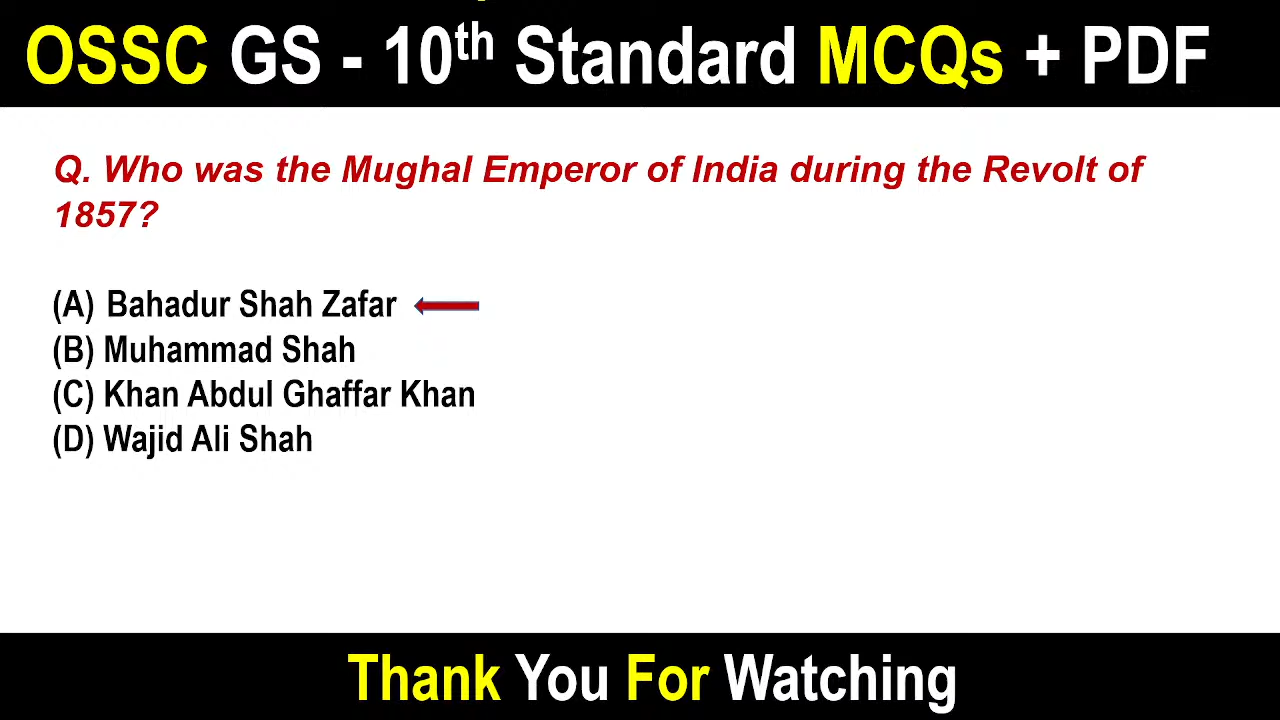 OSSC GS - 10th Standard MCQs + PDF
Q. Who was the Mughal Emperor of India during the Revolt of
1857?
(A) Bahadur Shah Zafar
(B) Muhammad Shah
(C) Khan Abdul Ghaffar Khan
(D) Wajid Ali Shah
Thank You For Watching